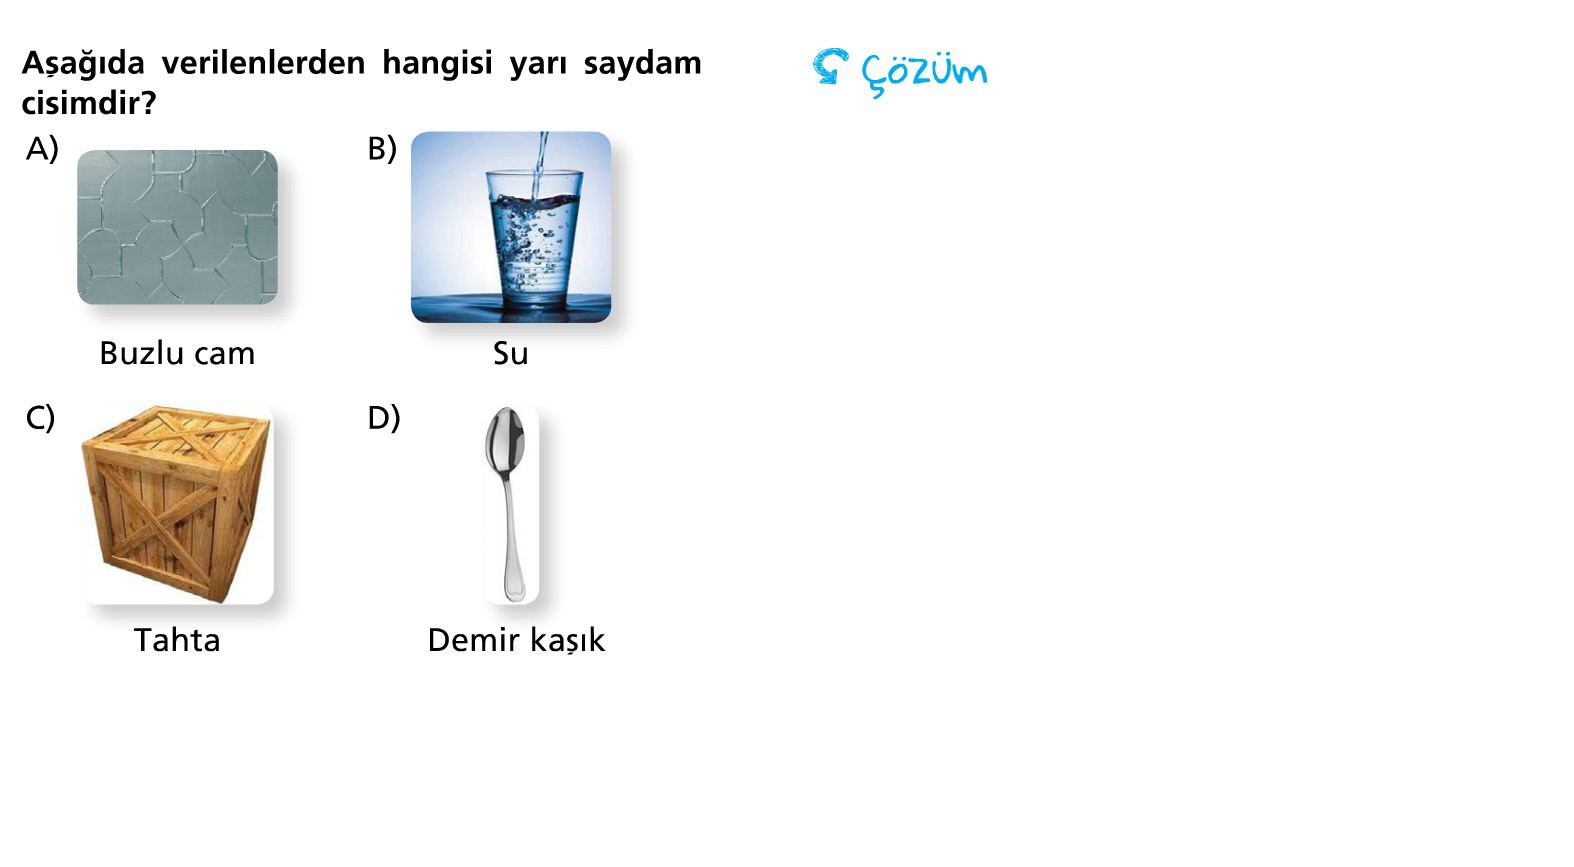 Aşağıda verilenlerden hangisi yarı saydam
cisimdir?
A)
Buzlu cam
B)
Su
C)
Tahta
D)
Demir kaşık
Çözüm